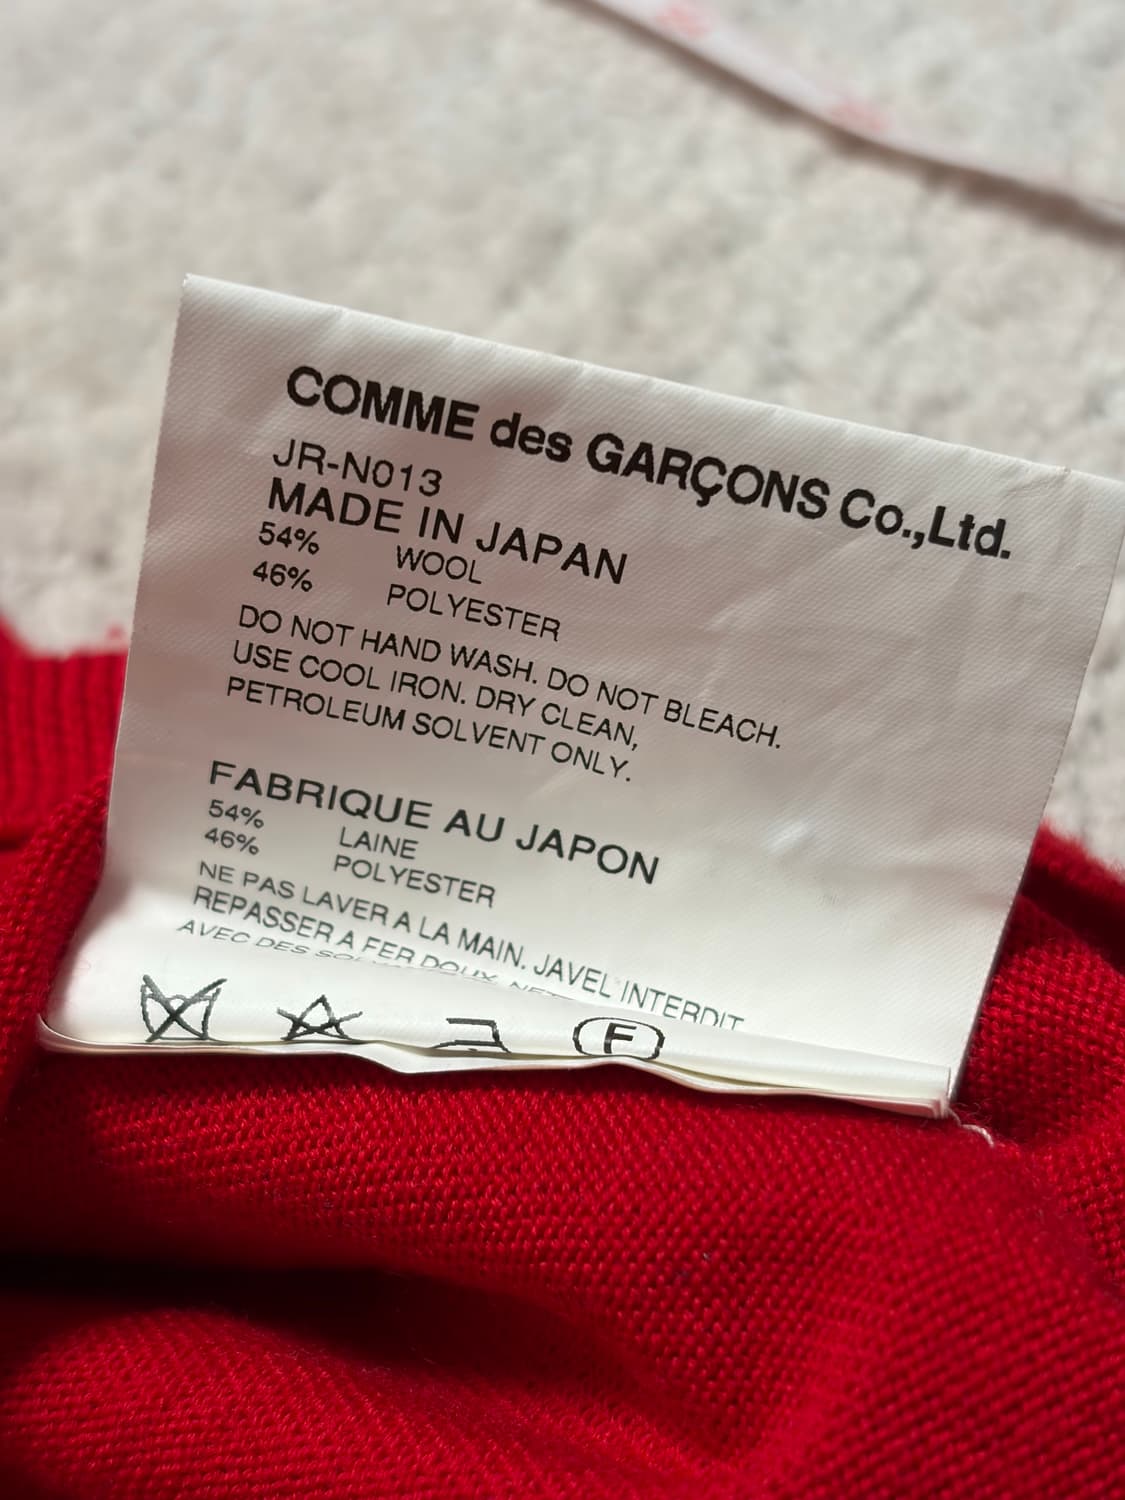 COMME des GARÇONS Co.,Ltd.
JR-N013
MADE IN JAPAN
54% WOOL
46% POLYESTER
DO NOT HAND WASH. DO NOT BLEACH.
USE COOL IRON. DRY CLEAN,
PETROLEUM SOLVENT ONLY.
FABRIQUE AU JAPON
54% LAINE
46% POLYESTER
NE PAS LAVER A LA MAIN. JAVEL INTERDIT
REPASSER A FER DOUX.
AVEC DES
F